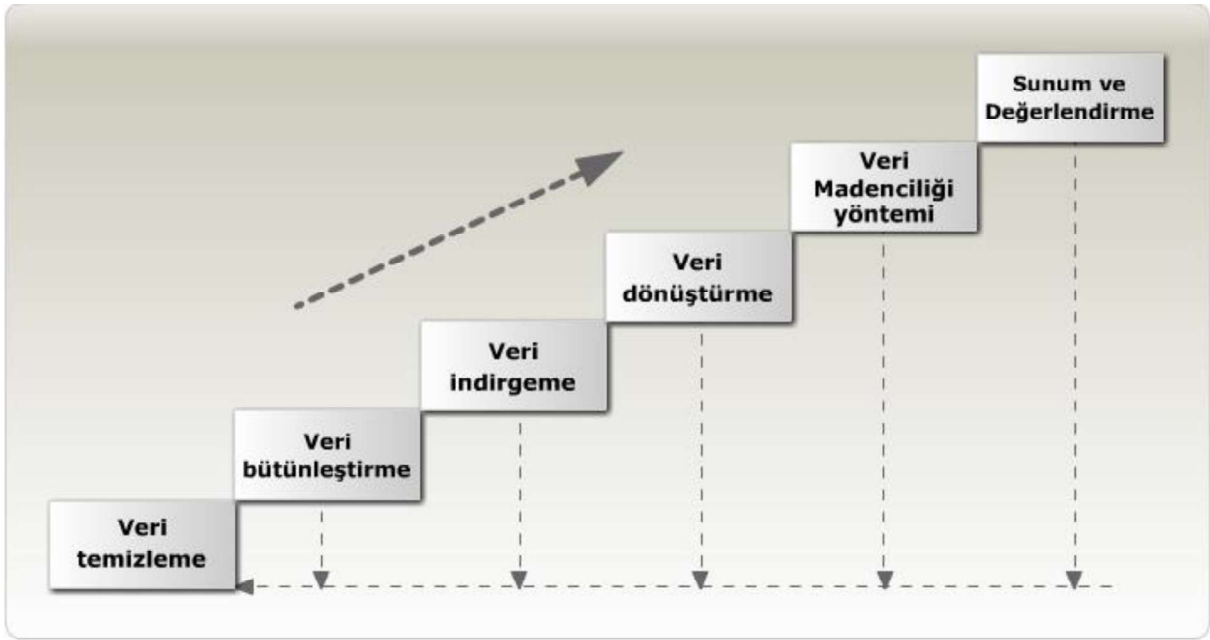 Sunum ve
Değerlendirme
Veri
Madenciliği
yöntemi
Veri
dönüştürme
Veri
indirgeme
Veri
bütünleştirme
Veri
temizleme